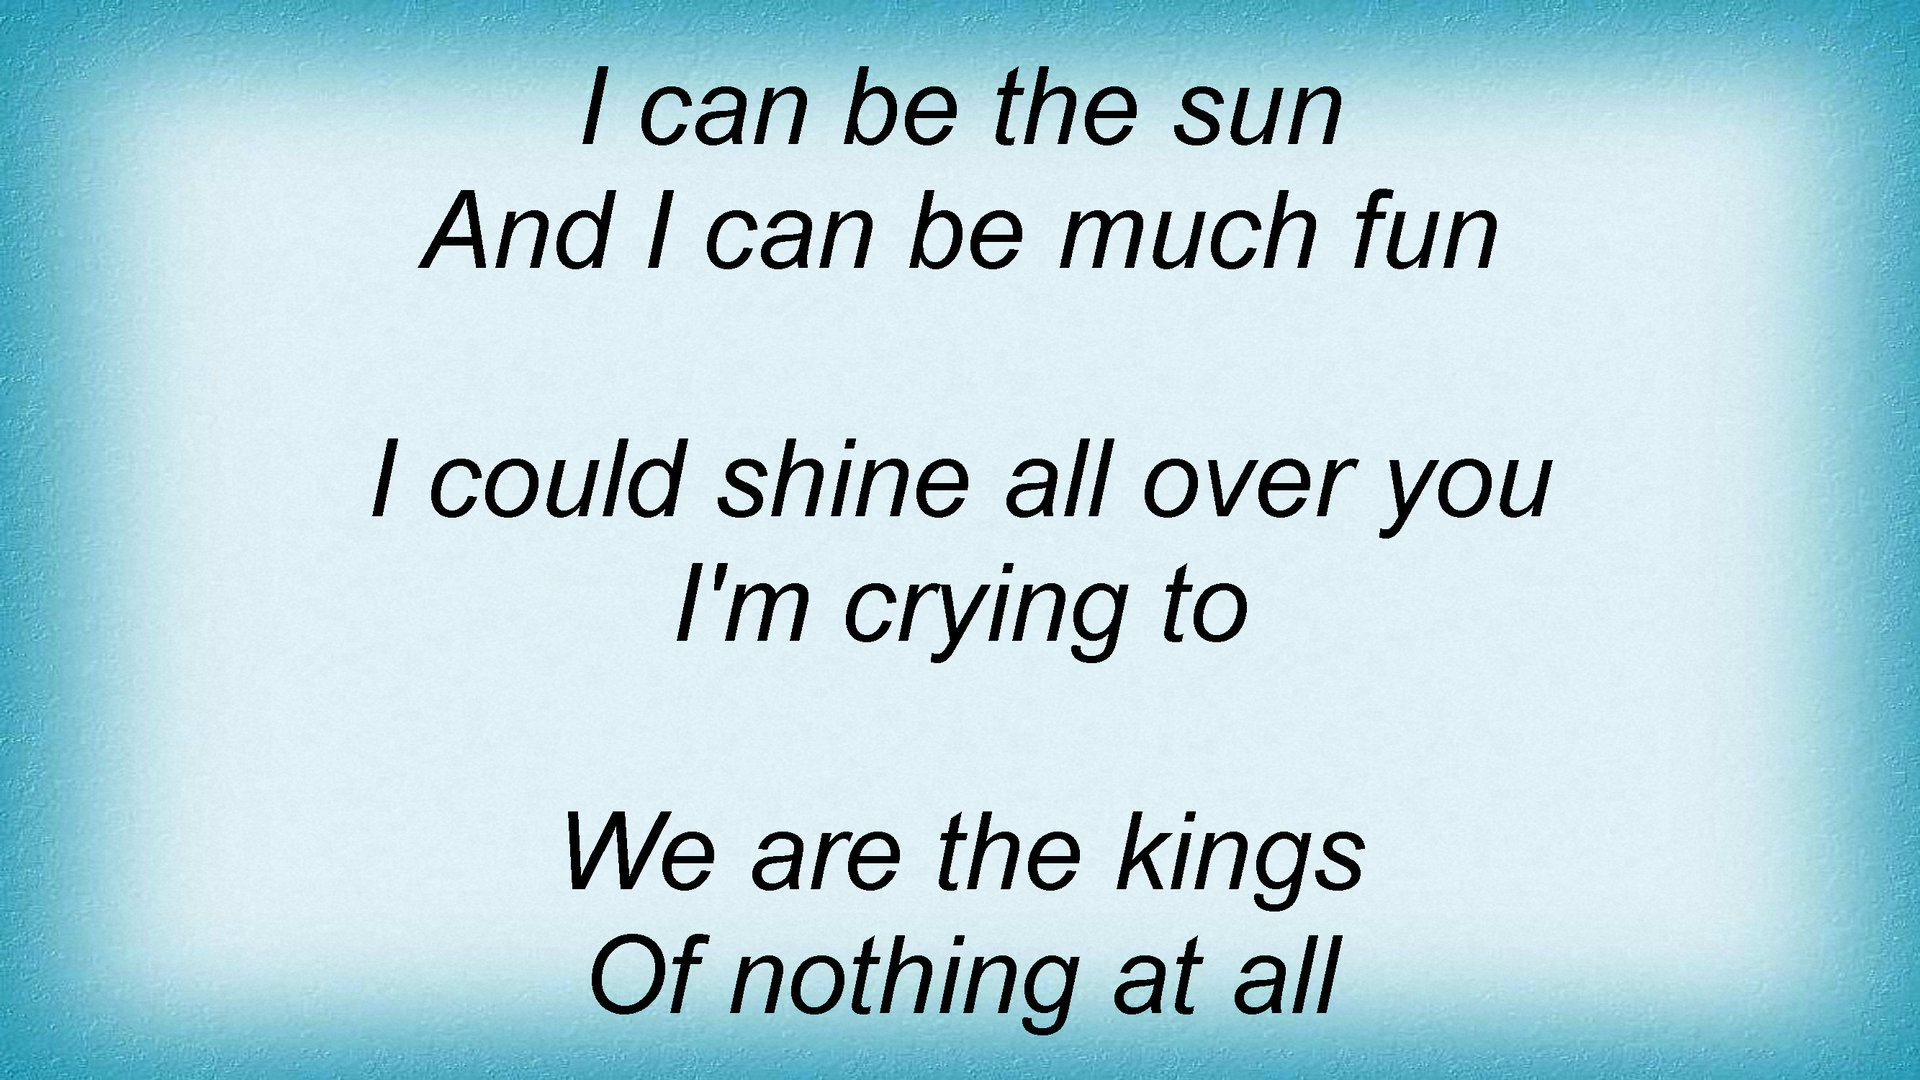 I can be the sun
And I can be much fun
I could shine all over you
I'm crying to
We are the kings
Of nothing at all